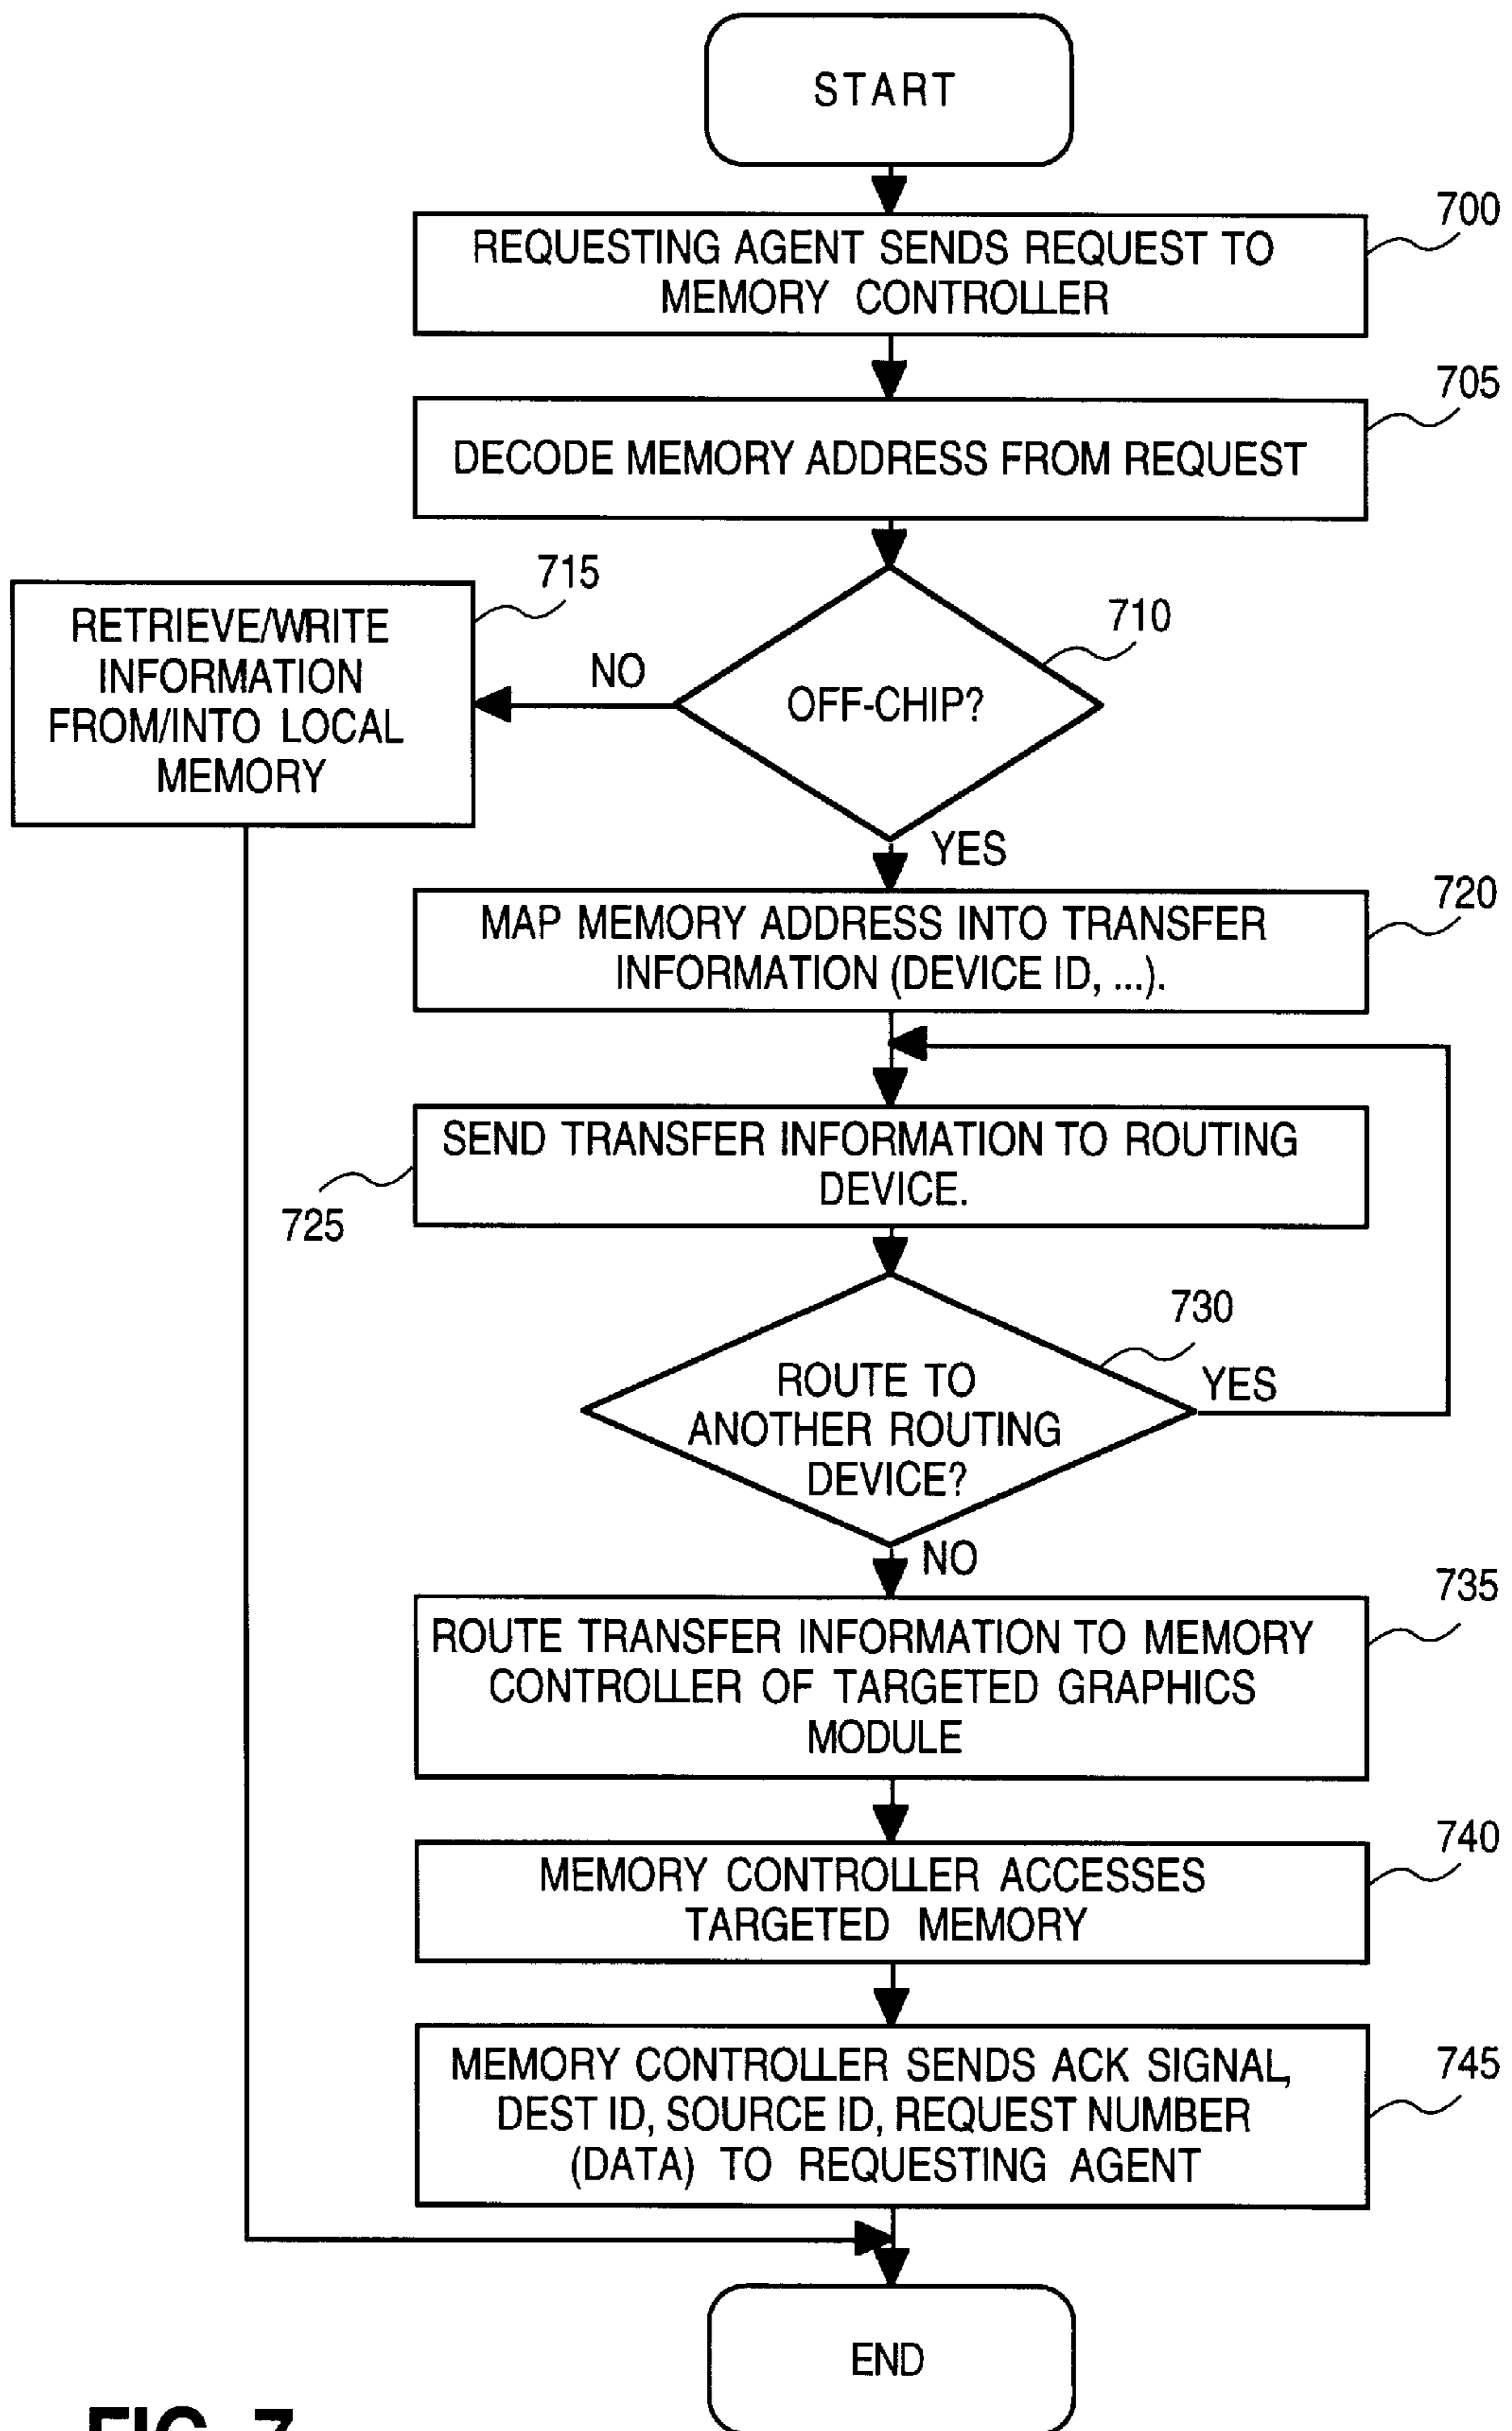 START
700
REQUESTING AGENT SENDS REQUEST TO
MEMORY CONTROLLER
705
DECODE MEMORY ADDRESS FROM REQUEST
715
RETRIEVE/WRITE
INFORMATION
FROM/INTO LOCAL
MEMORY
NO
710
OFF-CHIP?
YES
720
MAP MEMORY ADDRESS INTO TRANSFER
INFORMATION (DEVICE ID, ...).
SEND TRANSFER INFORMATION TO ROUTING
DEVICE.
725
730
ROUTE TO
ANOTHER ROUTING
DEVICE?
YES
NO
735
ROUTE TRANSFER INFORMATION TO MEMORY
CONTROLLER OF TARGETED GRAPHICS
MODULE
740
MEMORY CONTROLLER ACCESSES
TARGETED MEMORY
745
MEMORY CONTROLLER SENDS ACK SIGNAL,
DEST ID, SOURCE ID, REQUEST NUMBER
(DATA) TO REQUESTING AGENT
END
FIG. 7